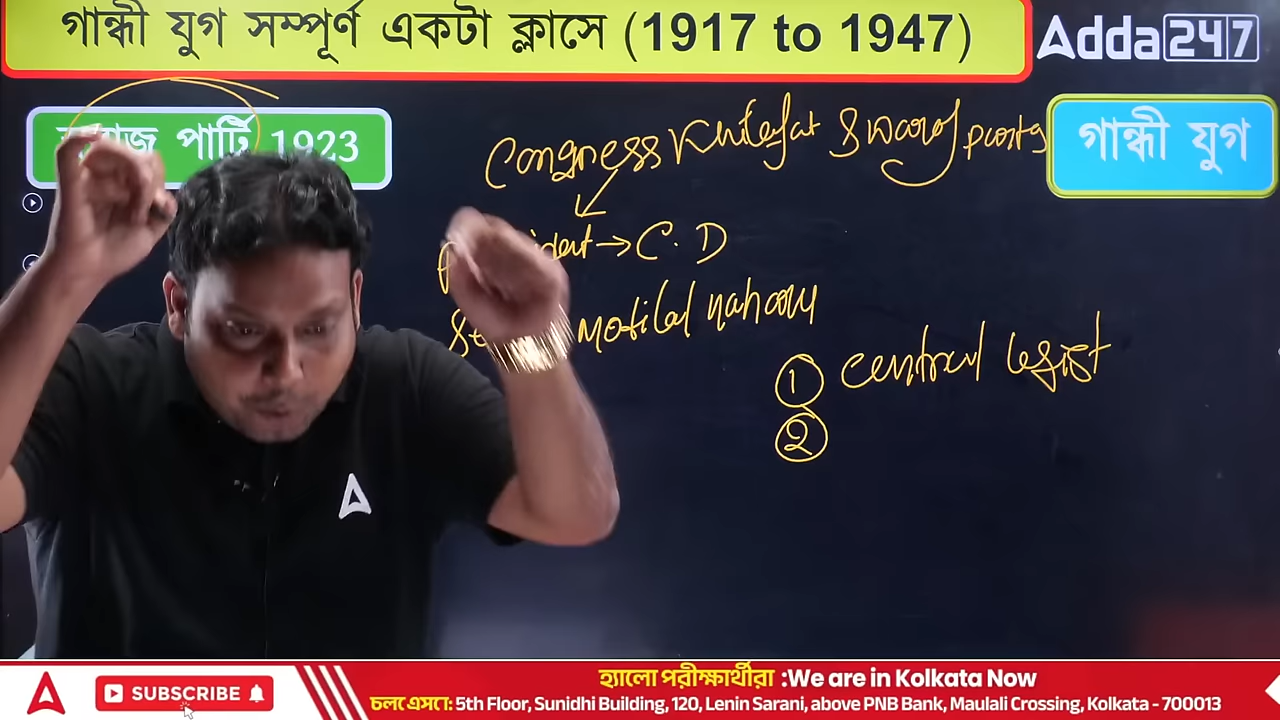 গান্ধী যুগ সম্পূর্ণ একটা ক্লাসে (1917 to 1947)
Adda 247
পার্টি 1923
Congress Khilafat Swaraj party
গান্ধী যুগ
→ C. D
motilal
① central legist
②
SUBSCRIBE
হ্যালো পরীক্ষার্থীরা :We are in Kolkata Now
চলে এসো: 5th Floor, Sunidhi Building, 120, Lenin Sarani, above PNB Bank, Maulali Crossing, Kolkata - 700013